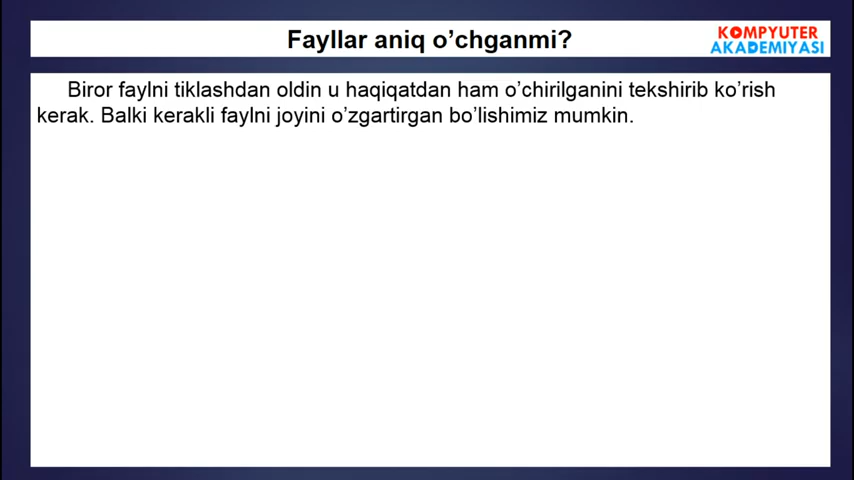 Fayllar aniq o’chganmi?
KOMPYUTER
AKADEMIYASI
Biror faylni tiklashdan oldin u haqiqatdan ham o’chirilganini tekshirib ko’rish
kerak. Balki kerakli faylni joyini o’zgartirgan bo’lishimiz mumkin.